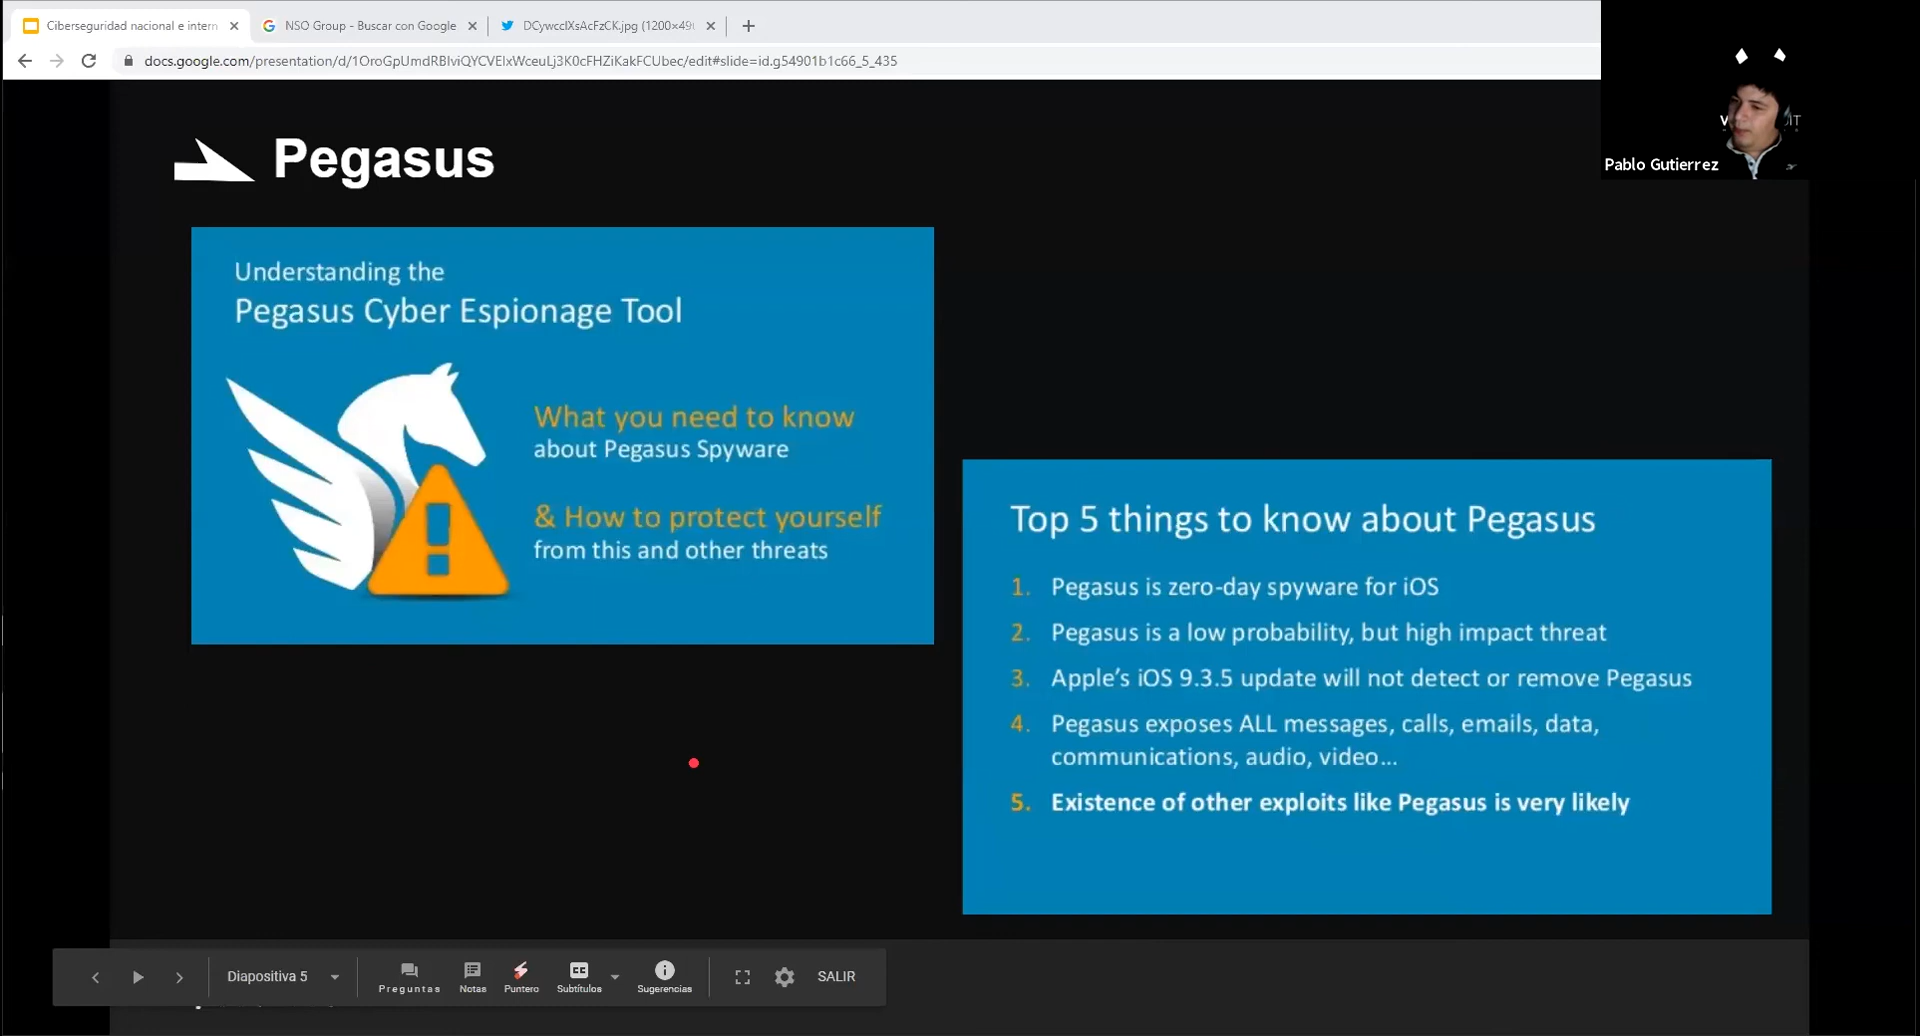 Ciberseguridad nacional e intern
NSO Group - Buscar con Google
DCywcclXsAcFzCK.jpg (1200×49
docs.google.com/presentation/d/1OroGpUmdRBlviQYCVElxWceuLj3K0cFHZiKakFCUbec/edit#slide=id.g54901b1c66_5_435
Pablo Gutierrez
Pegasus
Understanding the
Pegasus Cyber Espionage Tool
What you need to know
about Pegasus Spyware
& How to protect yourself
from this and other threats
Top 5 things to know about Pegasus
1. Pegasus is zero-day spyware for iOS
2. Pegasus is a low probability, but high impact threat
3. Apple’s iOS 9.3.5 update will not detect or remove Pegasus
4. Pegasus exposes ALL messages, calls, emails, data,
communications, audio, video...
5. Existence of other exploits like Pegasus is very likely
Diapositiva 5
Preguntas
Notas
Puntero
CC
Subtítulos
Sugerencias
SALIR